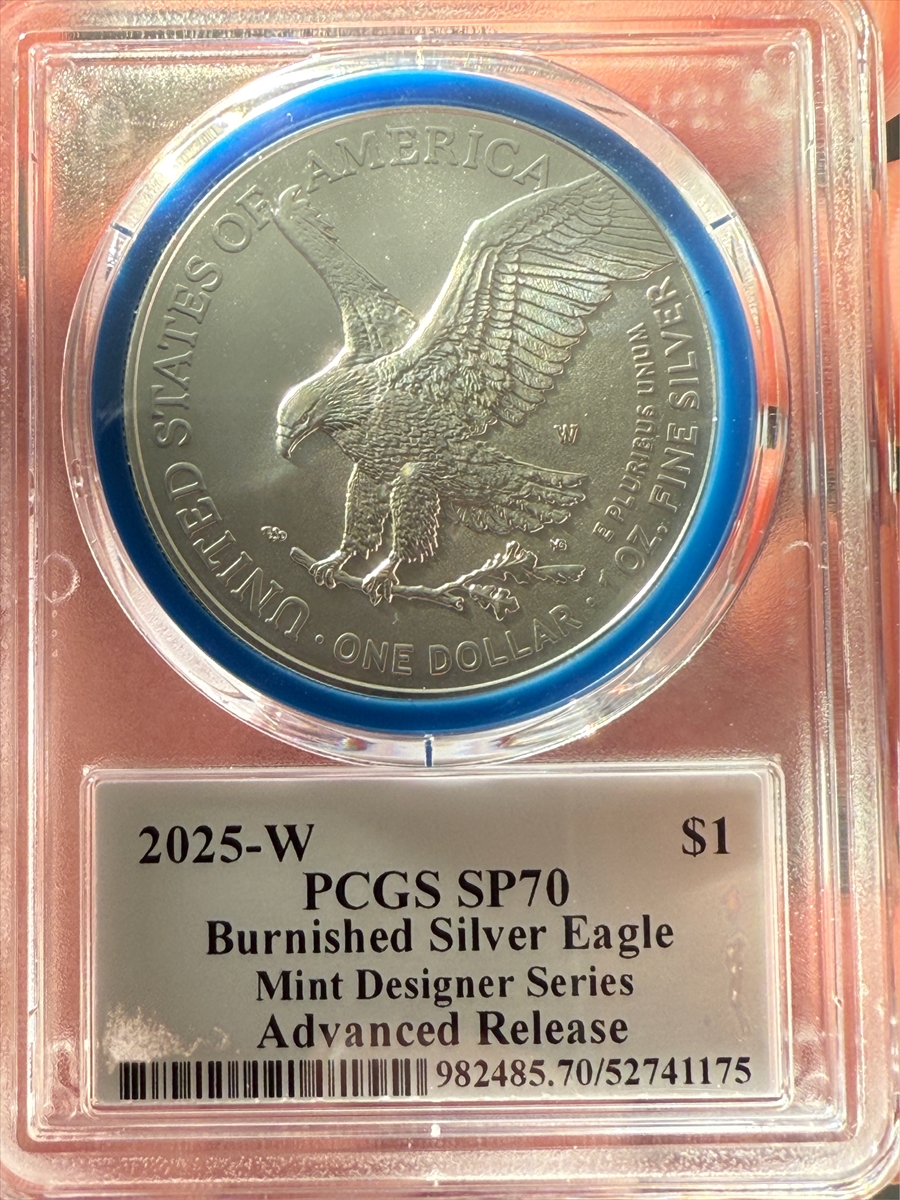 UNITED STATES OF AMERICA
W
E PLURIBUS UNUM
· ONE DOLLAR · 1 OZ. FINE SILVER
2025-W
$1
PCGS SP70
Burnished Silver Eagle
Mint Designer Series
Advanced Release
982485.70/52741175